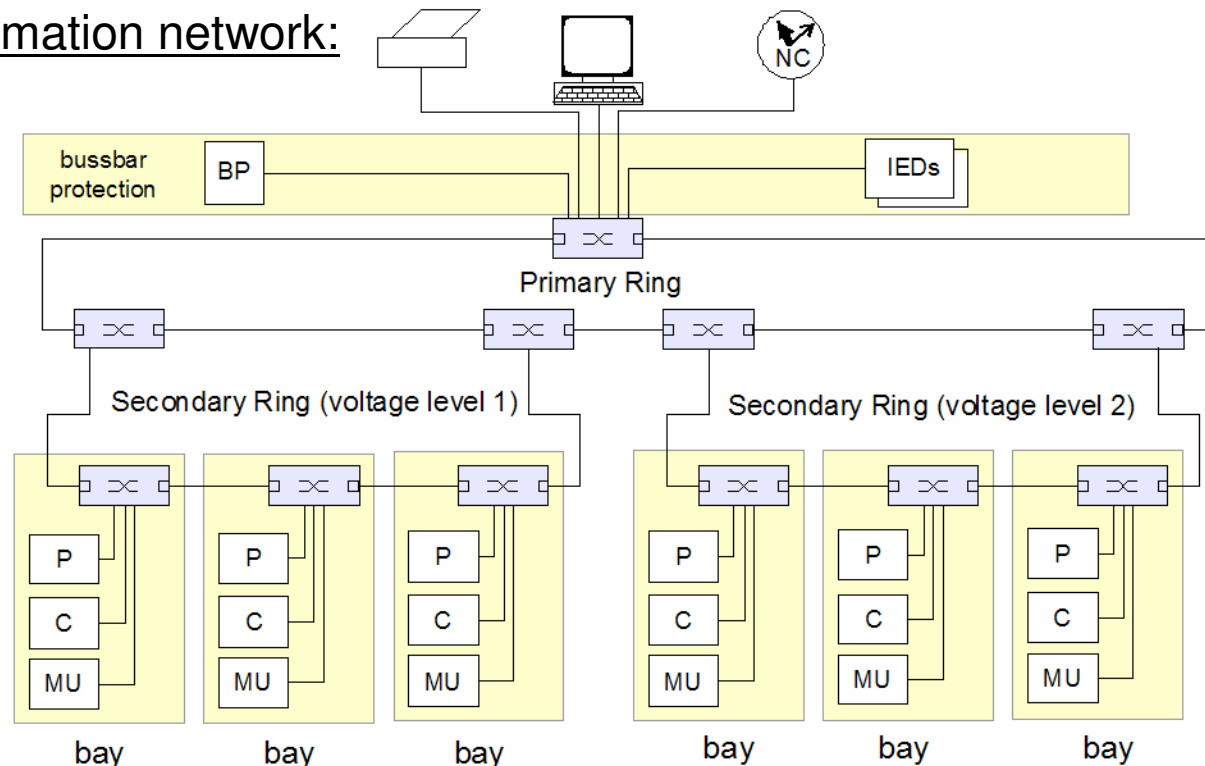 mation network:
NC
bussbar
protection
BP
IEDs
Primary Ring
Secondary Ring (voltage level 1)
Secondary Ring (voltage level 2)
P
P
P
P
P
P
C
C
C
C
C
C
MU
MU
MU
MU
MU
MU
bay
bay
bay
bay
bay
bay